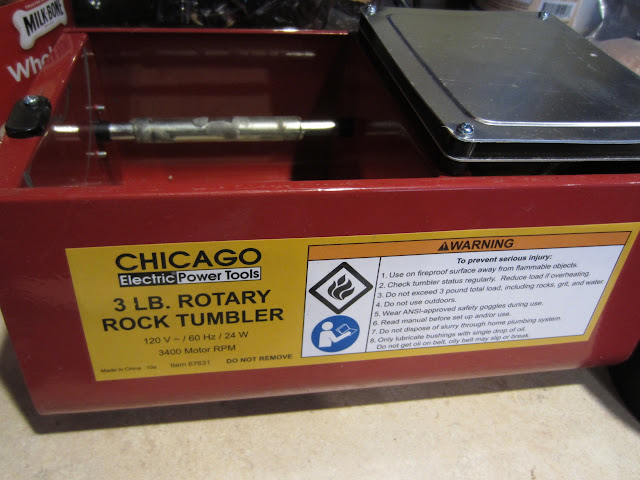 MILK-BONE
CHICAGO
Electric Power Tools
3 LB. ROTARY
ROCK TUMBLER
120 V ~ / 60 Hz / 24 W
3400 Motor RPM
Made in China 10a Item 67631 DO NOT REMOVE
⚠WARNING
To prevent serious injury:
1. Use on fireproof surface away from flammable objects.
2. Check tumbler status regularly. Reduce load if overheating.
3. Do not exceed 3 pound total load, including rocks, grit, and water.
4. Do not use outdoors.
5. Wear ANSI-approved safety goggles during use.
6. Read manual before set up and/or use.
7. Do not dispose of slurry through home plumbing system.
8. Only lubricate bushings with single drop of oil.
Do not get oil on belt, oily belt may slip or break.